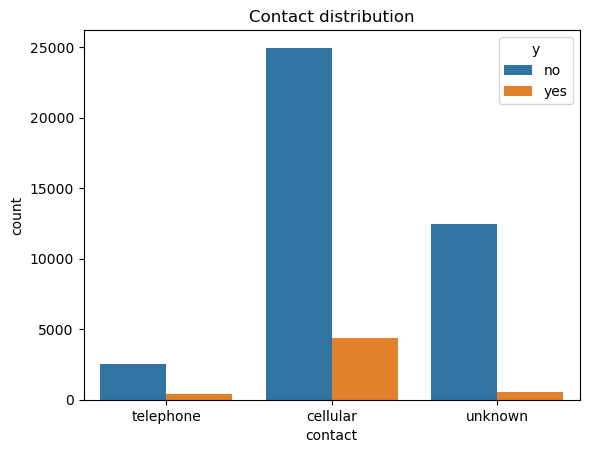 Contact distribution
y
no
yes
25000
20000
15000
10000
5000
0
count
telephone cellular unknown
contact